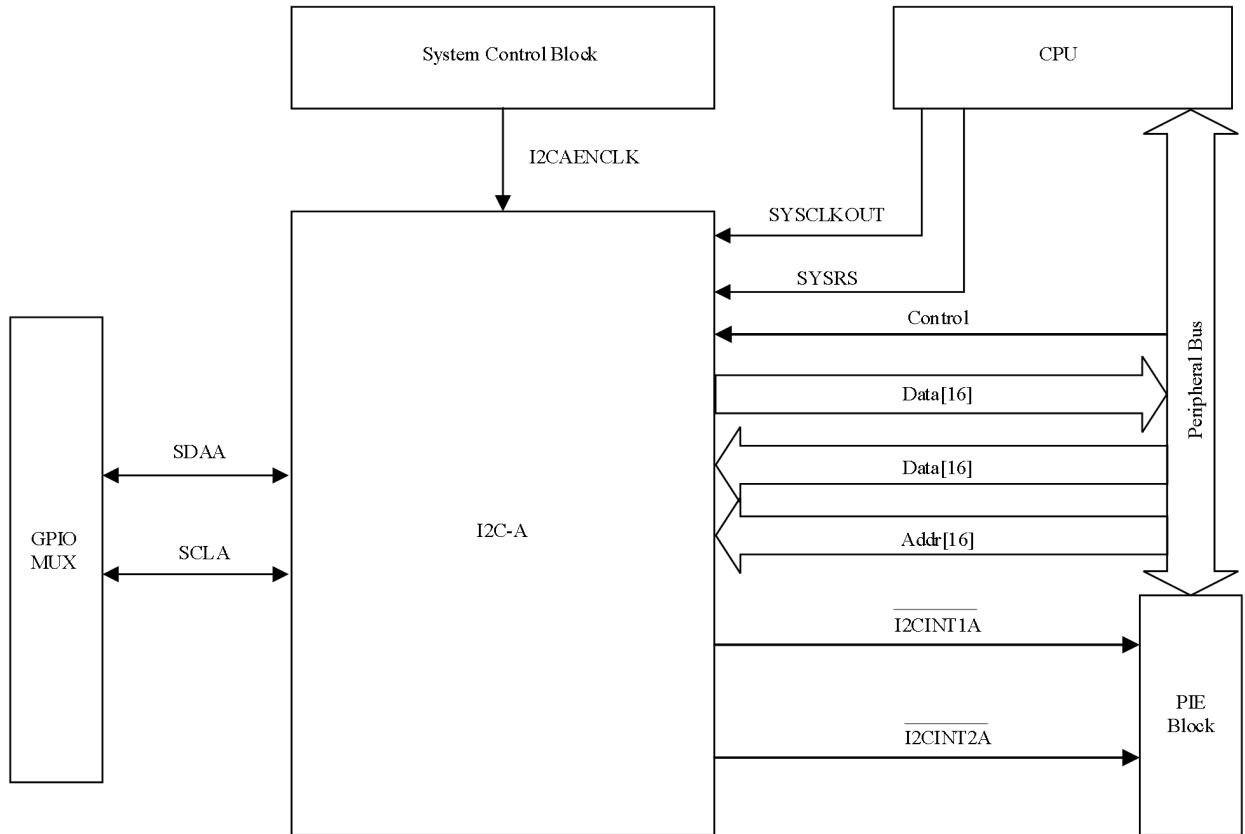 System Control Block
CPU
I2CAENCLK
SYSCLKOUT
SYSRS
Control
Data[16]
Peripheral Bus
SDAA
Data[16]
I2C-A
GPIO
MUX
SCLA
Addr[16]
I2CINT1A
PIE
Block
I2CINT2A